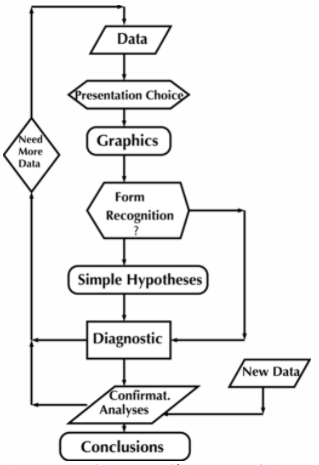 Data
Presentation Choice
Graphics
Need
More
Data
Form
Recognition
?
Simple Hypotheses
Diagnostic
New Data
Confirmat.
Analyses
Conclusions